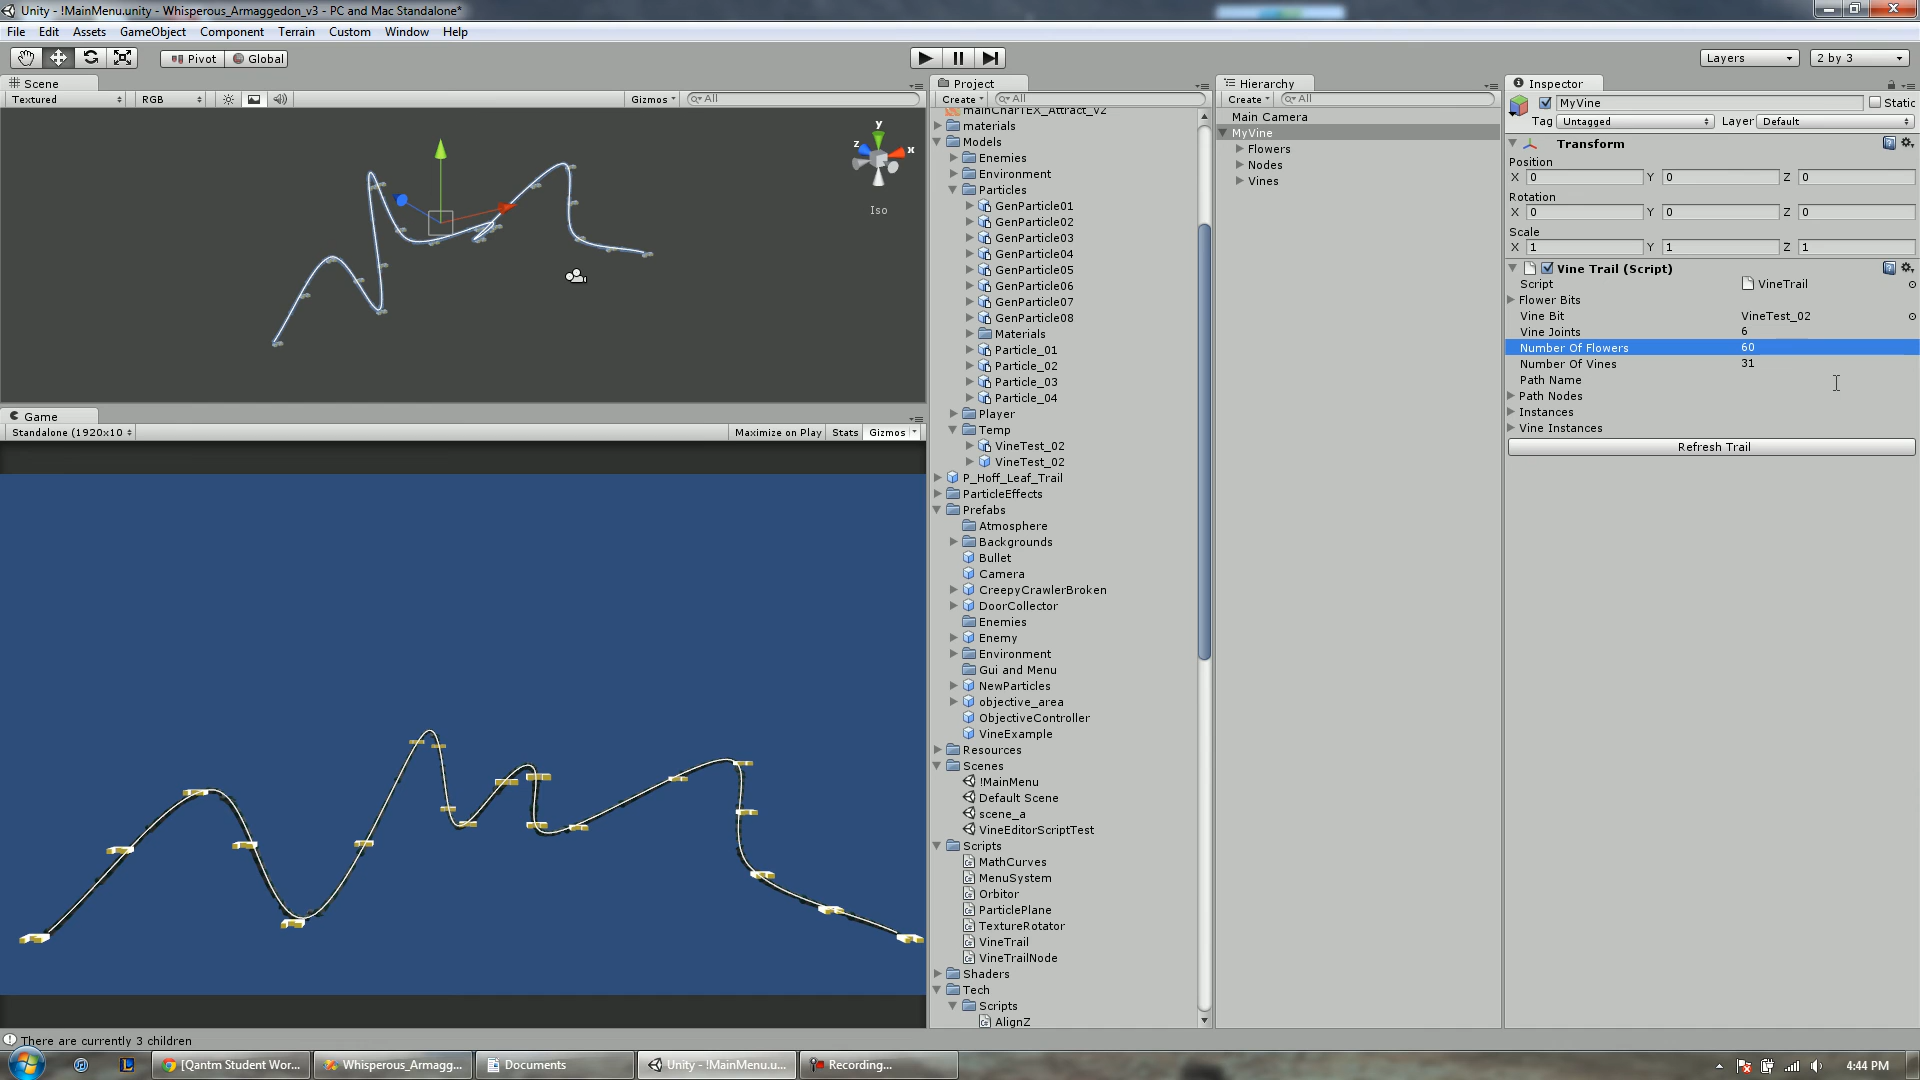 Unity - !MainMenu.unity - Whisperous_Armaggedon_v3 - PC and Mac Standalone*
File Edit Assets GameObject Component Terrain Custom Window Help
Pivot Global Layers 2 by 3
Scene
Textured RGB Gizmos All
y
z x
Iso
Game
Standalone (1920x10 Maximize on Play Stats Gizmos
Project
Create All
mainCharTEX_Attract_V2
materials
Models
Enemies
Environment
Particles
GenParticle01
GenParticle02
GenParticle03
GenParticle04
GenParticle05
GenParticle06
GenParticle07
GenParticle08
Materials
Particle_01
Particle_02
Particle_03
Particle_04
Player
Temp
VineTest_02
VineTest_02
P_Hoff_Leaf_Trail
ParticleEffects
Prefabs
Atmosphere
Backgrounds
Bullet
Camera
CreepyCrawlerBroken
DoorCollector
Enemies
Enemy
Environment
Gui and Menu
NewParticles
objective_area
ObjectiveController
VineExample
Resources
Scenes
!MainMenu
Default Scene
scene_a
VineEditorScriptTest
Scripts
MathCurves
MenuSystem
Orbitor
ParticlePlane
TextureRotator
VineTrail
VineTrailNode
Shaders
Tech
Scripts
AlignZ
Hierarchy
Create All
Main Camera
MyVine
Flowers
Nodes
Vines
Inspector
MyVine Static
Tag Untagged Layer Default
Transform
Position
X 0 Y 0 Z 0
Rotation
X 0 Y 0 Z 0
Scale
X 1 Y 1 Z 1
Vine Trail (Script)
Script VineTrail
Flower Bits
Vine Bit VineTest_02
Vine Joints 6
Number Of Flowers 60
Number Of Vines 31
Path Name
Path Nodes
Instances
Vine Instances
Refresh Trail
There are currently 3 children
[Qantm Student Wor... Whisperous_Armagg... Documents Unity - !MainMenu.u... Recording... 4:44 PM